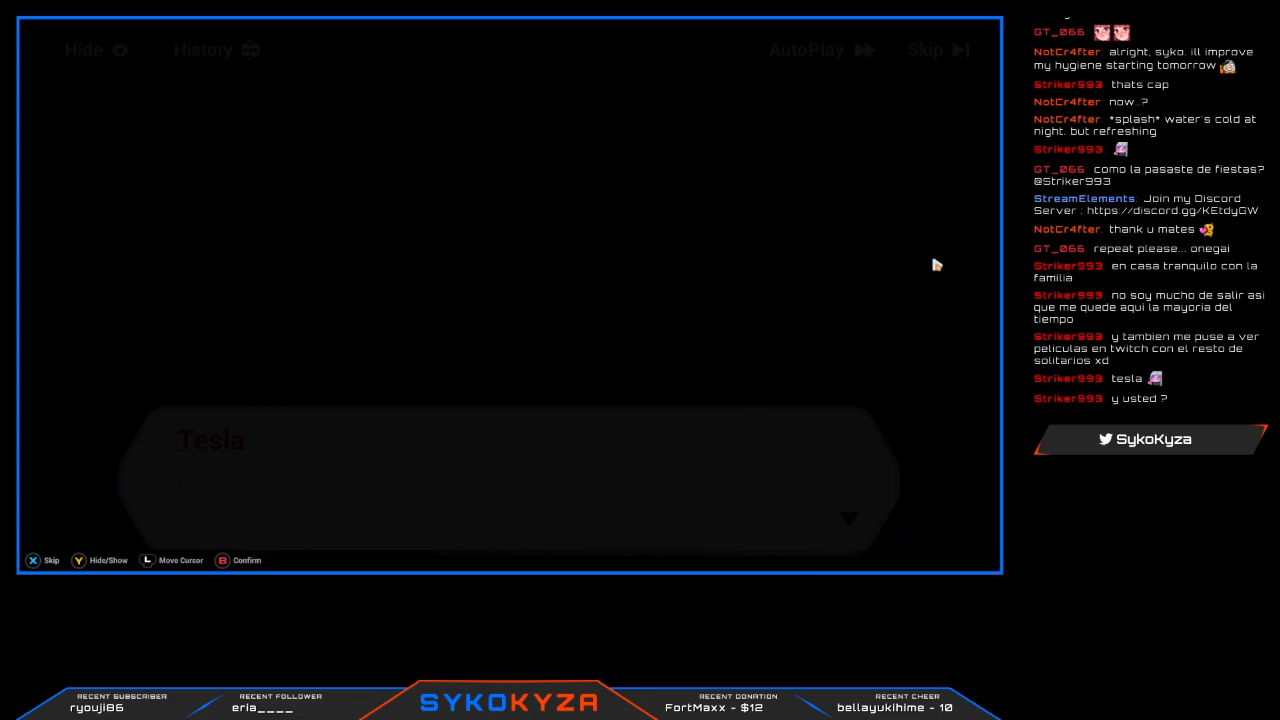 Hide
History
AutoPlay
Skip
Tesla
.
X Skip
Y Hide/Show
L Move Cursor
B Confirm
GT_066:
NotCr4fter: alright, syko. ill improve
my hygiene starting tomorrow
Striker993: thats cap
NotCr4fter: now..?
NotCr4fter: *splash* water's cold at
night. but refreshing
Striker993:
GT_066: como la pasaste de fiestas?
@Striker993
StreamElements: Join my Discord
Server : https://discord.gg/KEtdyGW
NotCr4fter: thank u mates
GT_066: repeat please... onegai
Striker993: en casa tranquilo con la
familia
Striker993: no soy mucho de salir asi
que me quede aqui la mayoria del
tiempo
Striker993: y tambien me puse a ver
peliculas en twitch con el resto de
solitarios xd
Striker993: tesla
Striker993: y usted ?
SykoKyza
RECENT SUBSCRIBER
ryouji86
RECENT FOLLOWER
eria____
SYKOKYZA
RECENT DONATION
FortMaxx - $12
RECENT CHEER
bellayukihime - 10